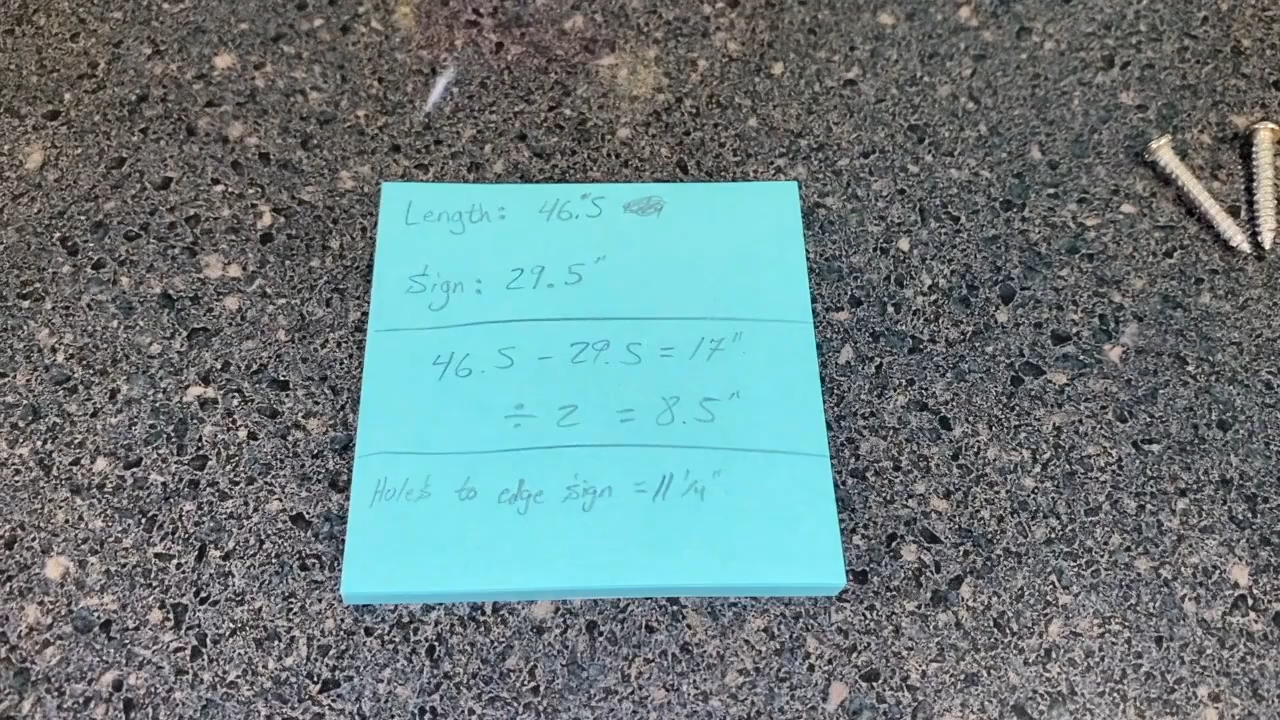 Length: 46.5"
Sign: 29.5"
46.5 - 29.5 = 17"
÷ 2 = 8.5"
Holes to edge sign = 11 1/4"